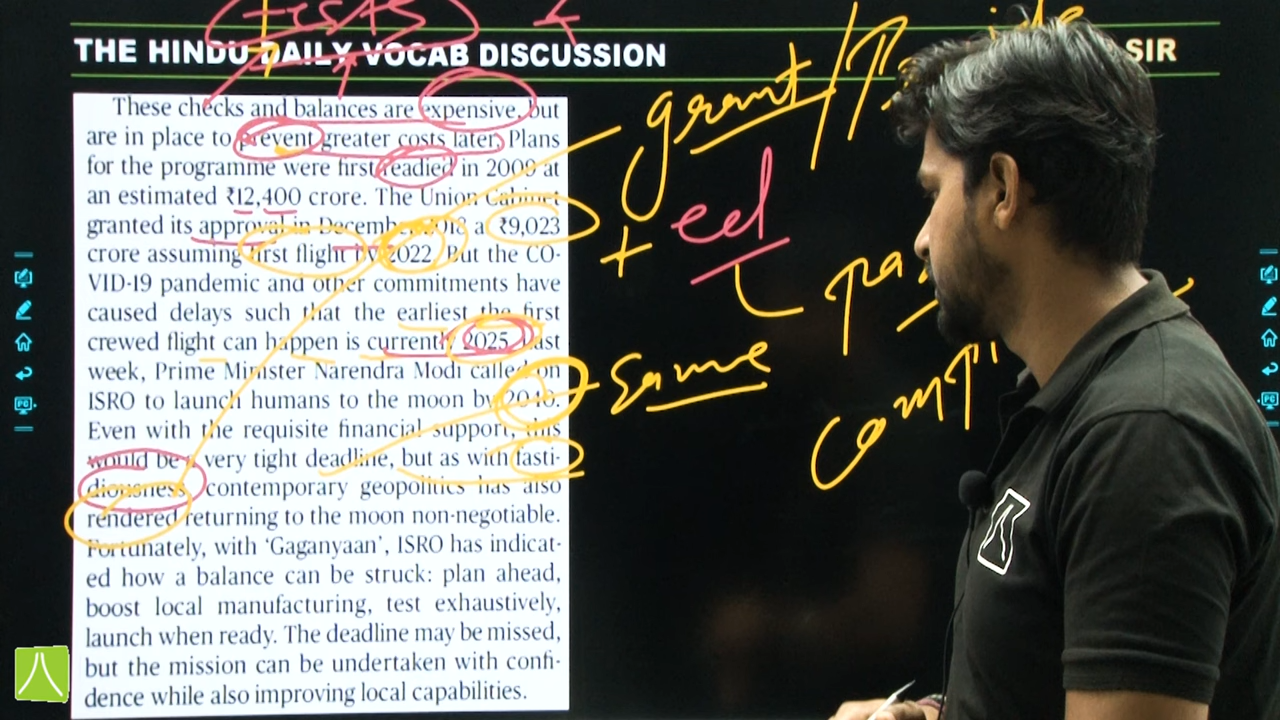 tests
THE HINDU DAILY VOCAB DISCUSSION
SIR
These checks and balances are expensive, but
are in place to prevent greater costs later. Plans
for the programme were first readied in 2009 at
an estimated ₹12,400 crore. The Union Cabinet
granted its approval in December 2018 a ₹9,023
crore assuming first flight by 2022. But the CO-
VID-19 pandemic and other commitments have
caused delays such that the earliest the first
crewed flight can happen is currently 2025. Last
week, Prime Minister Narendra Modi called on
ISRO to launch humans to the moon by 2040.
Even with the requisite financial support, this
would be a very tight deadline, but as with fasti-
diousness, contemporary geopolitics has also
rendered returning to the moon non-negotiable.
Fortunately, with ‘Gaganyaan’, ISRO has indicat-
ed how a balance can be struck: plan ahead,
boost local manufacturing, test exhaustively,
launch when ready. The deadline may be missed,
but the mission can be undertaken with confi-
dence while also improving local capabilities.
grant/
+ ed
same